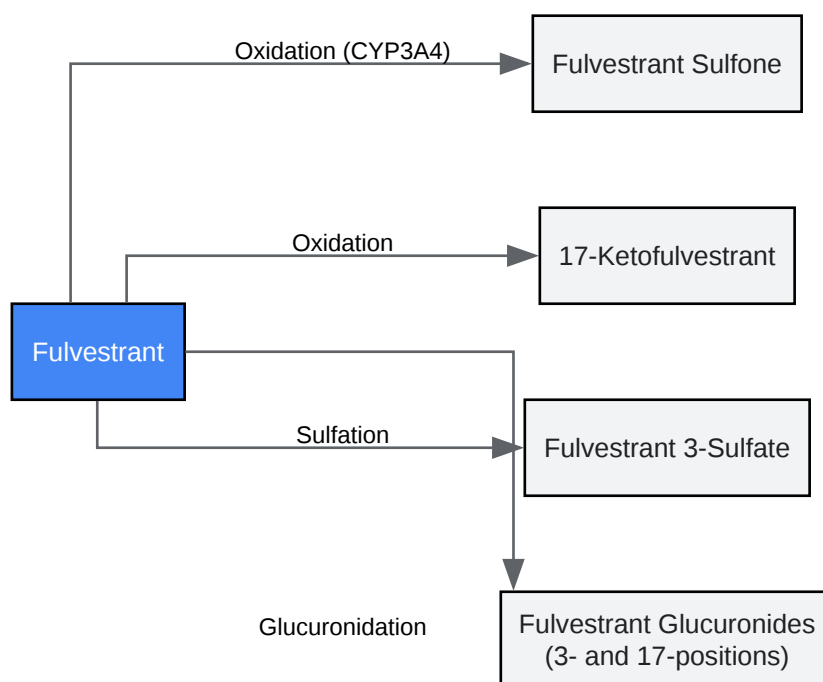 Oxidation (CYP3A4)
Fulvestrant Sulfone
Oxidation
17-Ketofulvestrant
Fulvestrant
Sulfation
Fulvestrant 3-Sulfate
Glucuronidation
Fulvestrant Glucuronides
(3- and 17-positions)